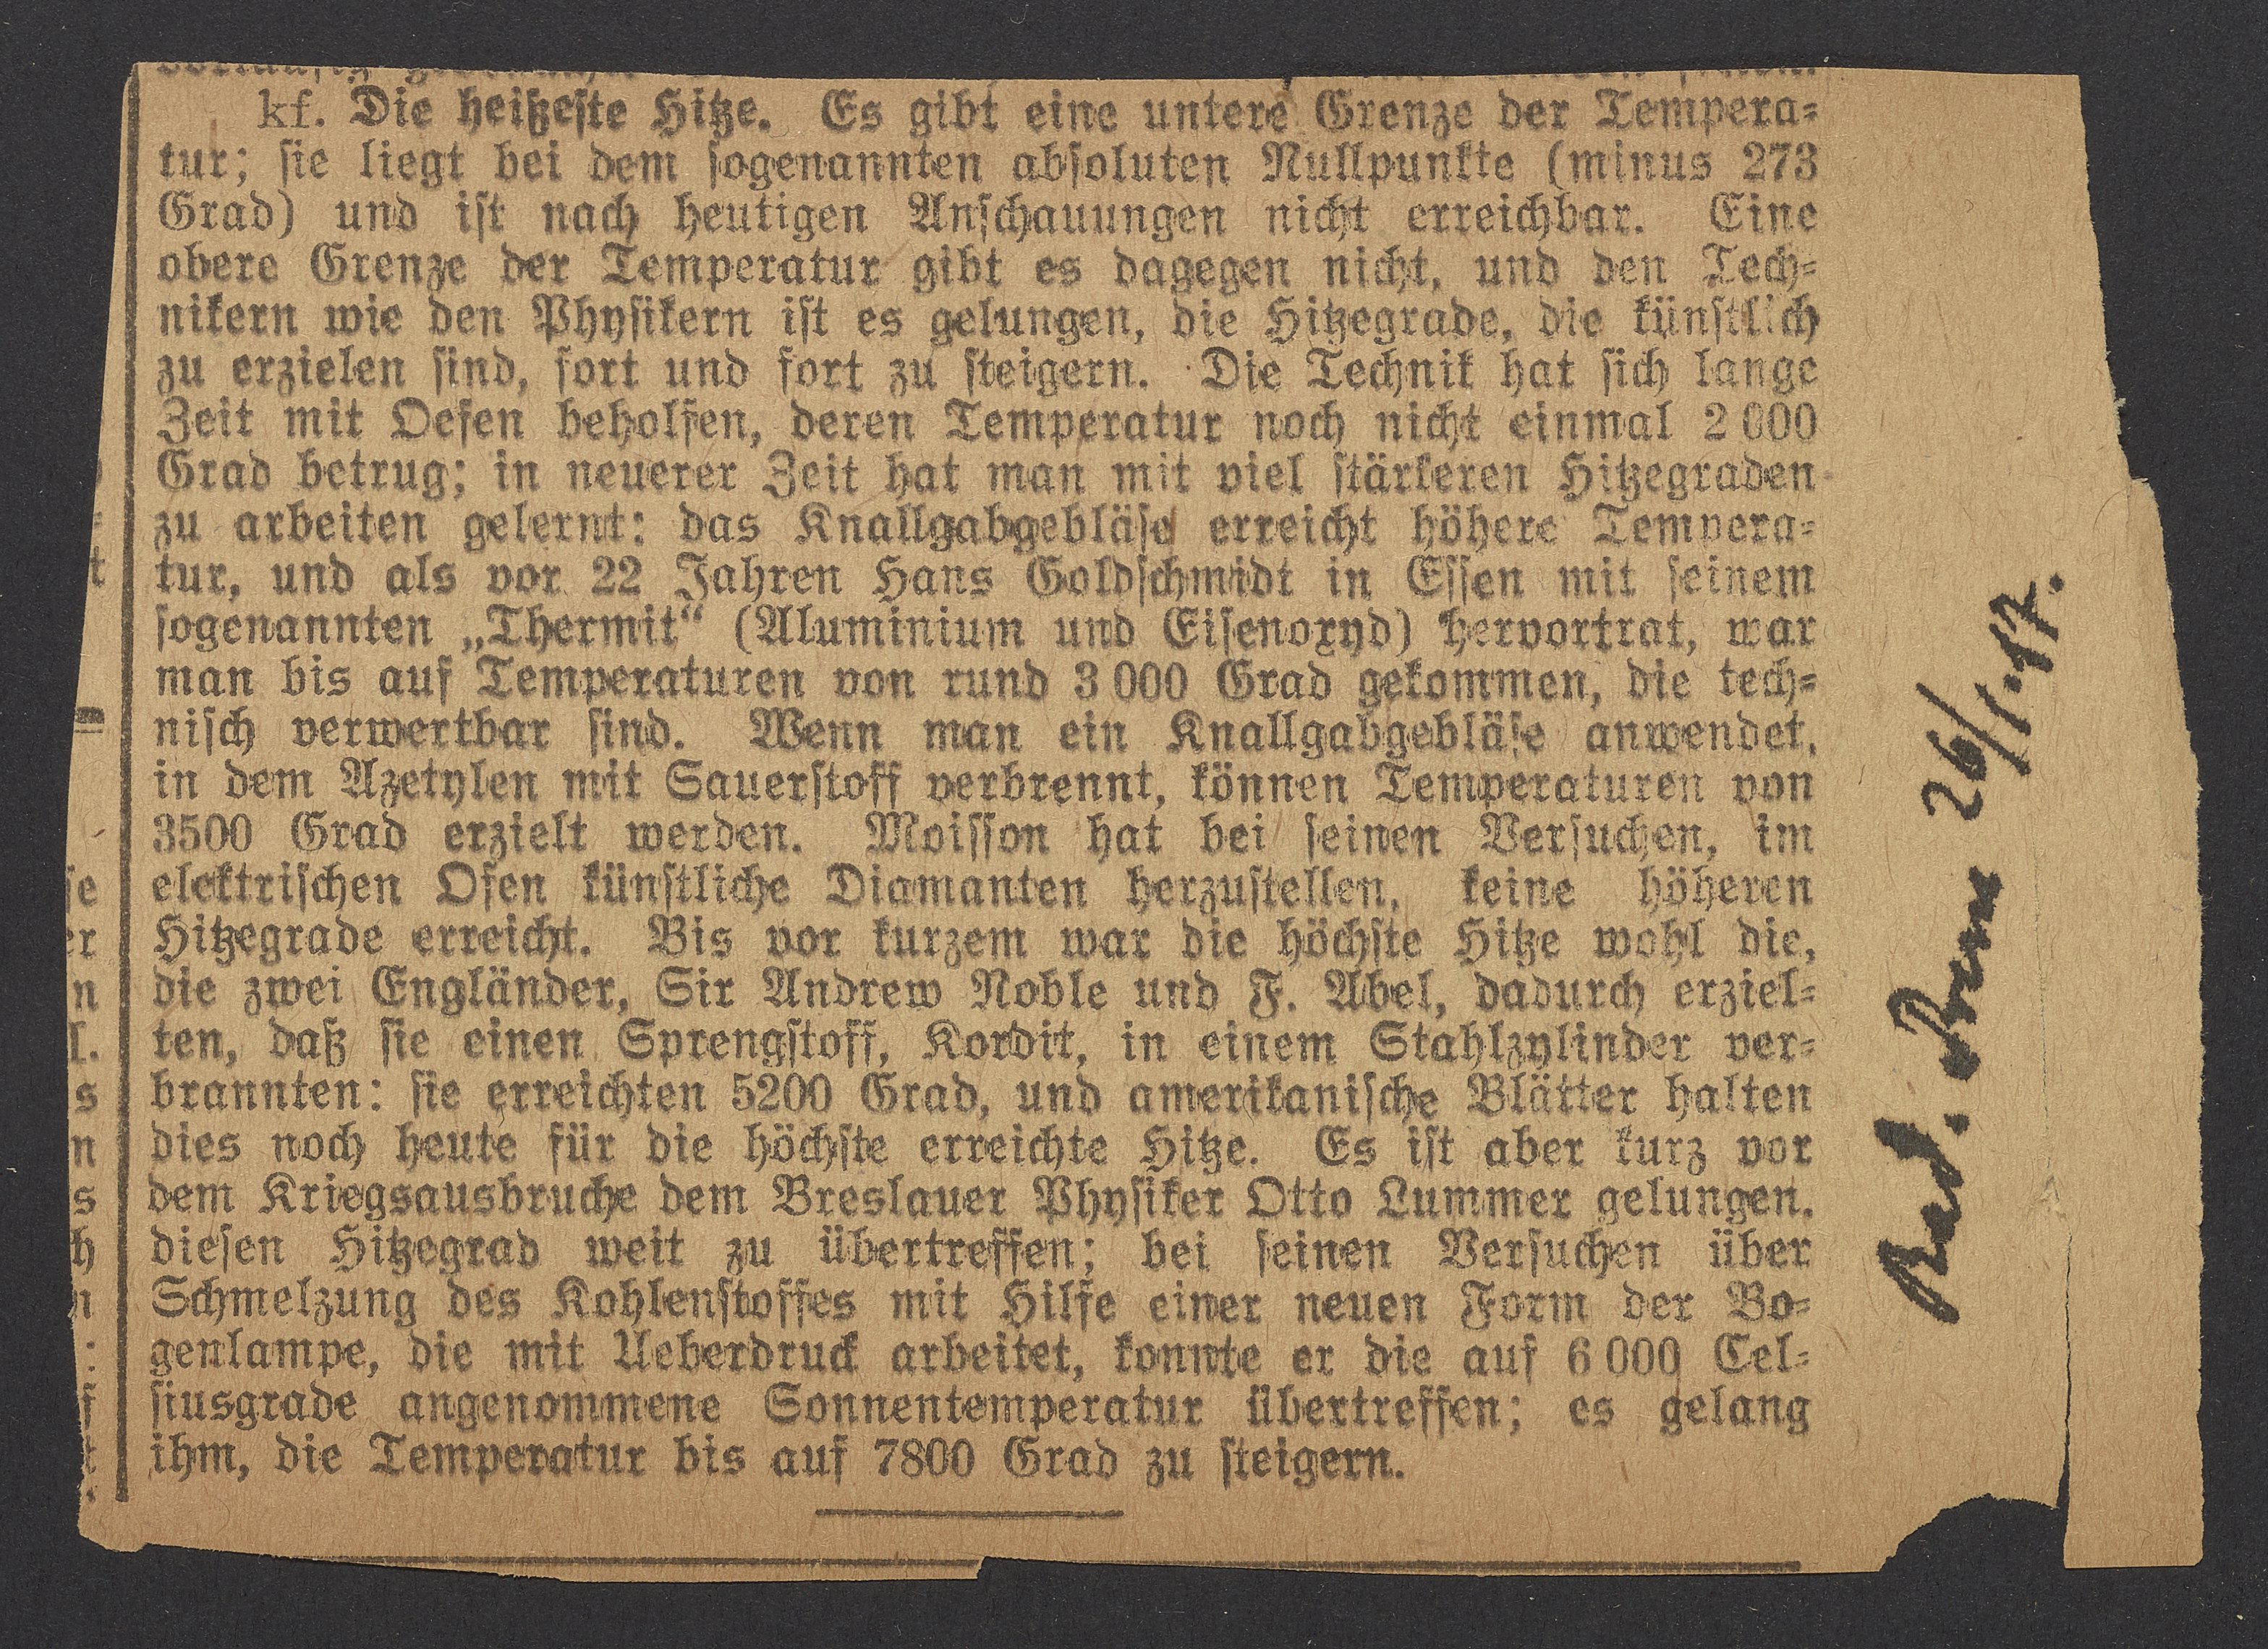 kf. Die heißeste Hitze. Es gibt eine untere Grenze der Tempera-
tur; sie liegt bei dem sogenannten absoluten Nullpunkte (minus 273
Grad) und ist nach heutigen Anschauungen nicht erreichbar. Eine
obere Grenze der Temperatur gibt es dagegen nicht, und den Tech-
nikern wie den Physikern ist es gelungen, die Hitzegrade, die künstlich
zu erzielen sind, fort und fort zu steigern. Die Technik hat sich lange
Zeit mit Oefen beholfen, deren Temperatur noch nicht einmal 2 000
Grad betrug; in neuerer Zeit hat man mit viel stärkeren Hitzegraden
zu arbeiten gelernt: das Knallgabgebläse erreicht höhere Tempera-
tur, und als vor 22 Jahren Hans Goldschmidt in Essen mit seinem
sogenannten „Thermit“ (Aluminium und Eisenoxyd) hervortrat, war
man bis auf Temperaturen von rund 3 000 Grad gekommen, die tech-
nisch verwertbar sind. Wenn man ein Knallgabgebläse anwendet,
in dem Azetylen mit Sauerstoff verbrennt, können Temperaturen von
3500 Grad erzielt werden. Moisson hat bei seinen Versuchen, im
elektrischen Ofen künstliche Diamanten herzustellen, keine höheren
Hitzegrade erreicht. Bis vor kurzem war die höchste Hitze wohl die,
die zwei Engländer, Sir Andrew Noble und F. Abel, dadurch erziel-
ten, daß sie einen Sprengstoff, Kordit, in einem Stahlzylinder ver-
brannten: sie erreichten 5200 Grad, und amerikanische Blätter halten
dies noch heute für die höchste erreichte Hitze. Es ist aber kurz vor
dem Kriegsausbruche dem Breslauer Physiker Otto Lummer gelungen,
diesen Hitzegrad weit zu übertreffen; bei seinen Versuchen über
Schmelzung des Kohlenstoffes mit Hilfe einer neuen Form der Bo-
genlampe, die mit Ueberdruck arbeitet, konnte er die auf 6 000 Cel-
siusgrade angenommene Sonnentemperatur übertreffen; es gelang
ihm, die Temperatur bis auf 7800 Grad zu steigern.
26/1.17.